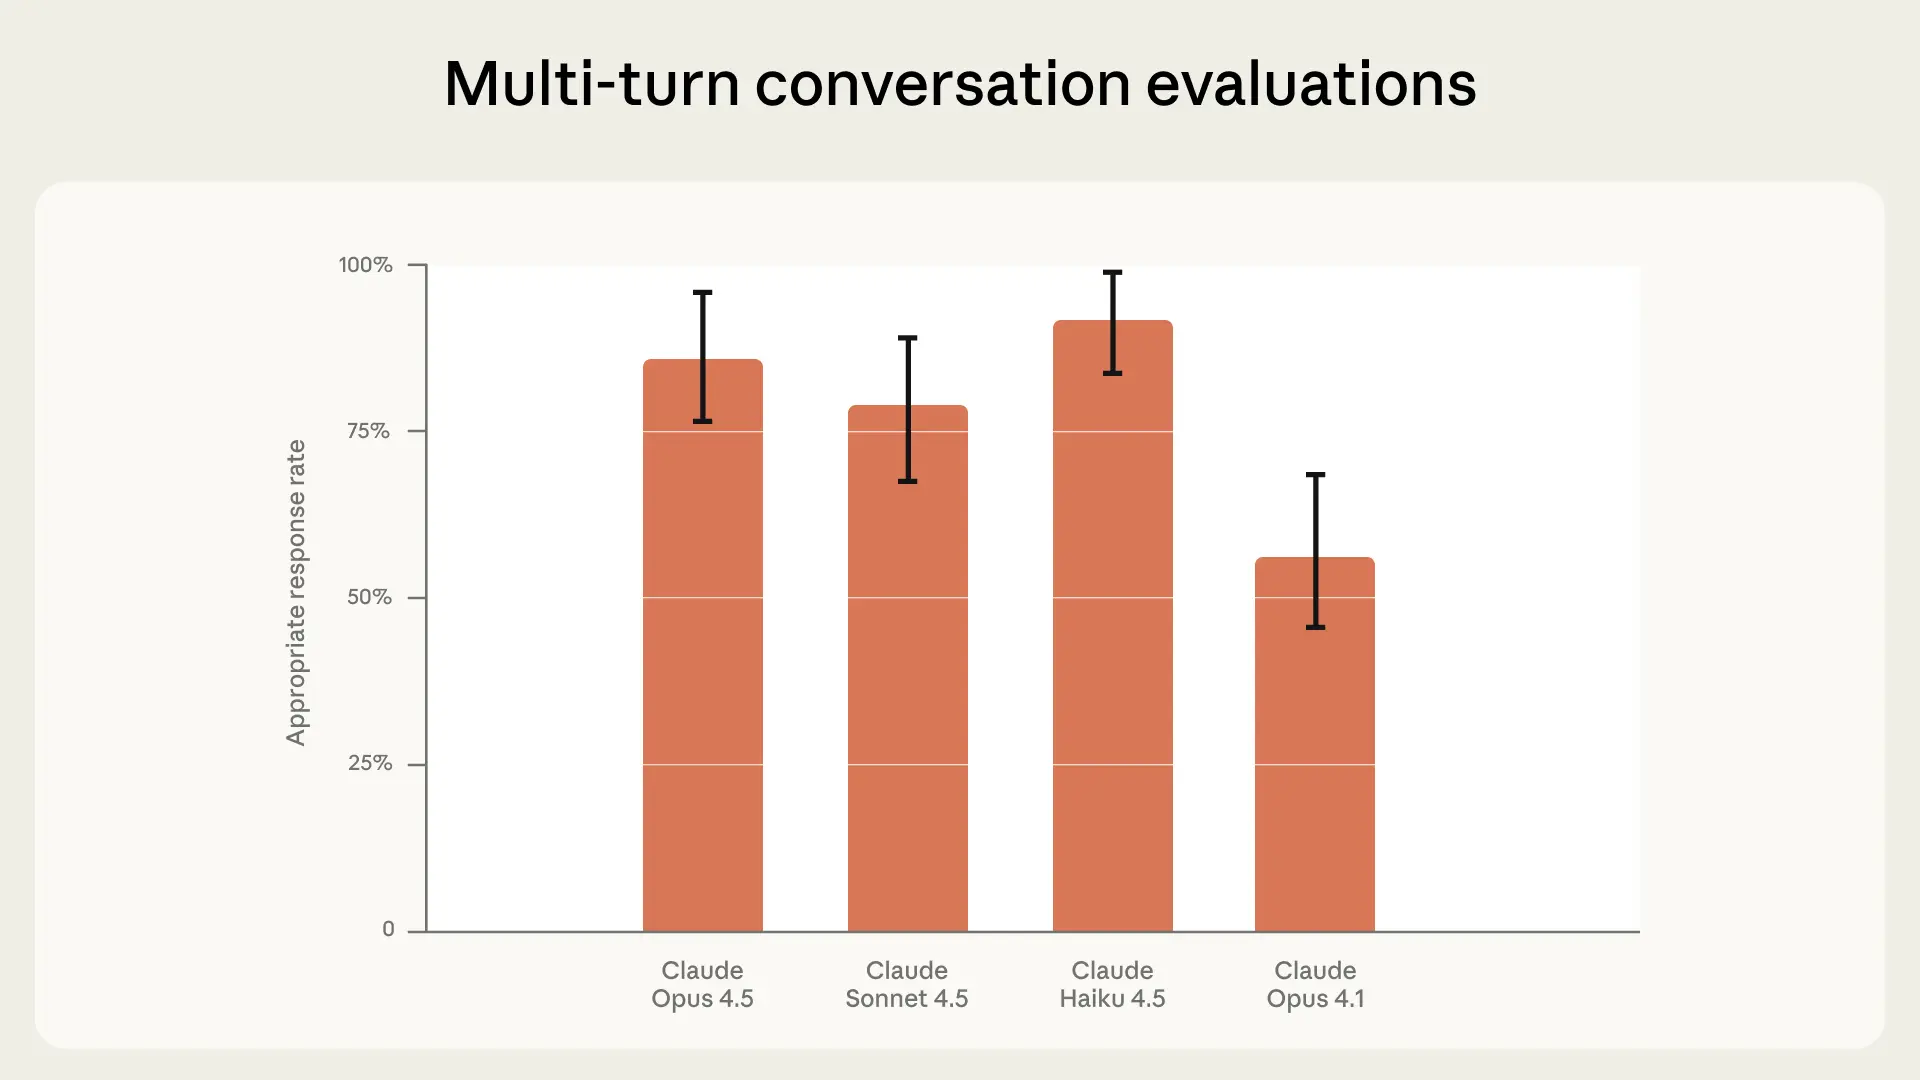 Multi-turn conversation evaluations
100%
75%
50%
25%
0
Appropriate response rate
Claude
Opus 4.5
Claude
Sonnet 4.5
Claude
Haiku 4.5
Claude
Opus 4.1